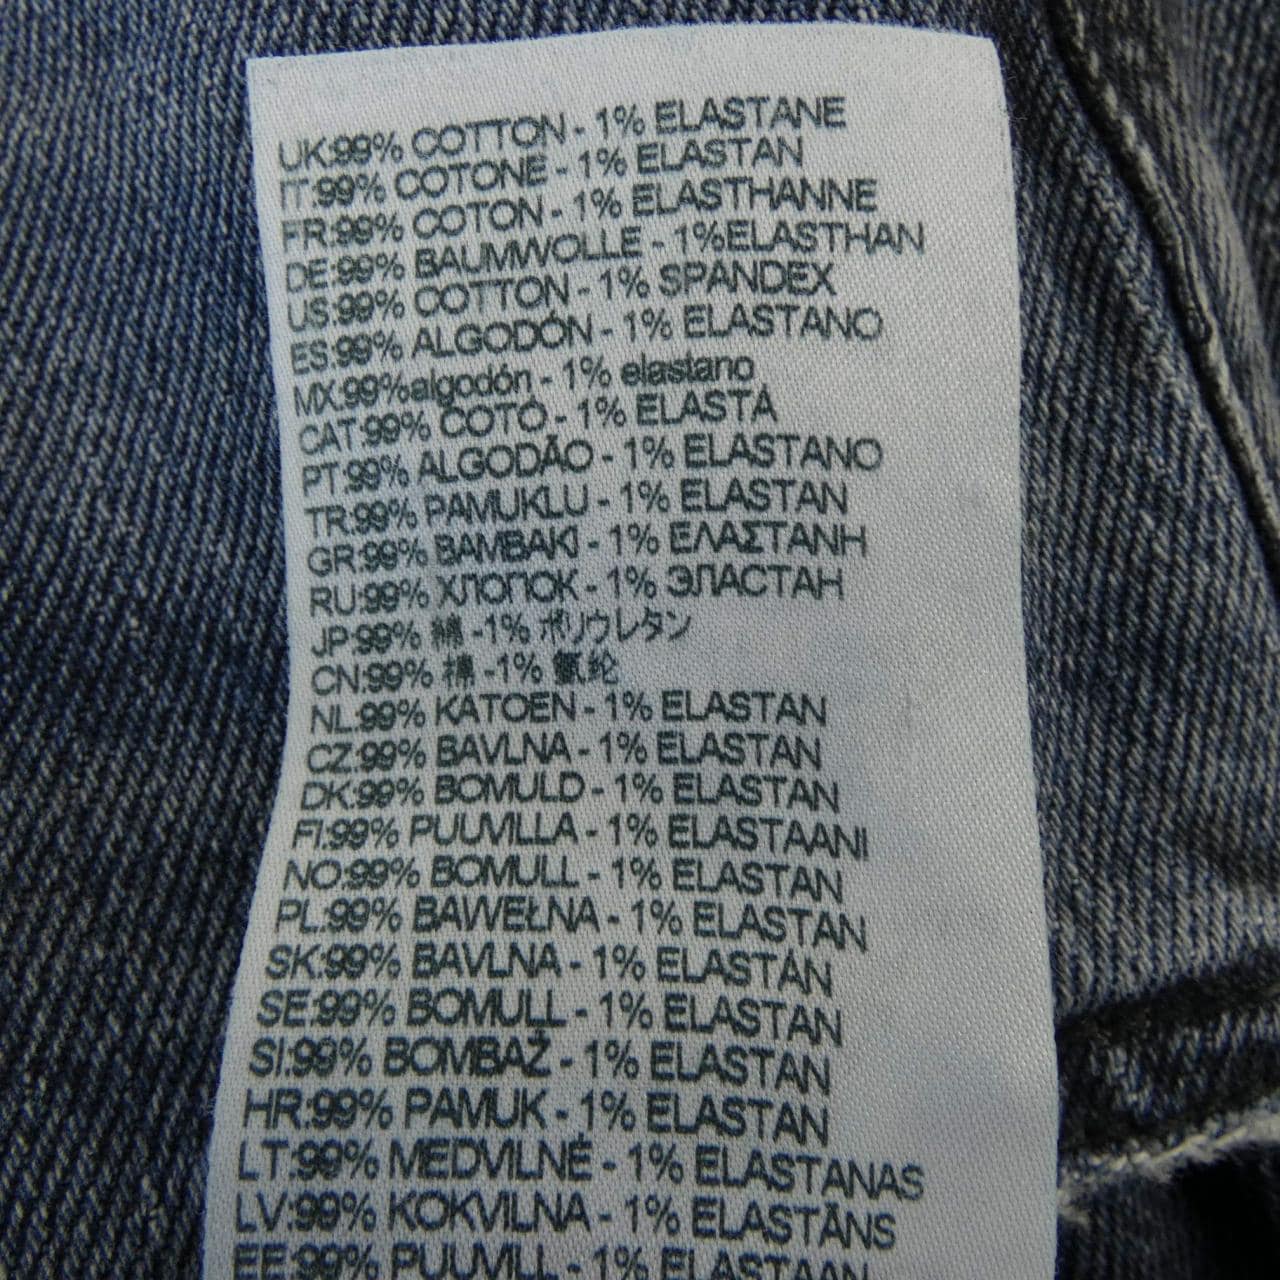 UK:99% COTTON - 1% ELASTANE
IT:99% COTONE - 1% ELASTAN
FR:99% COTON - 1% ÉLASTHANNE
DE:99% BAUMWOLLE - 1%ELASTHAN
US:99% COTTON - 1% SPANDEX
ES:99% ALGODÓN - 1% ELASTANO
MX:99%algodón - 1% elastano
CAT:99% COTÓ - 1% ELASTÀ
PT:99% ALGODÃO - 1% ELASTANO
TR:99% PAMUKLU - 1% ELASTAN
GR:99% ΒΑΜΒΑΚΙ - 1% ΕΛΑΣΤΑΝΗ
RU:99% ХЛОПОК - 1% ЭЛАСТАН
JP:99% 綿 -1% ポリウレタン
CN:99% 棉 -1% 氨纶
NL:99% KATOEN - 1% ELASTAN
CZ:99% BAVLNA - 1% ELASTAN
DK:99% BOMULD - 1% ELASTAN
FI:99% PUUVILLA - 1% ELASTAANI
NO:99% BOMULL - 1% ELASTAN
PL:99% BAWEŁNA - 1% ELASTAN
SK:99% BAVLNA - 1% ELASTAN
SE:99% BOMULL - 1% ELASTAN
SI:99% BOMBAŽ - 1% ELASTAN
HR:99% PAMUK - 1% ELASTAN
LT:99% MEDVILNĖ - 1% ELASTANAS
LV:99% KOKVILNA - 1% ELASTĀNS
EE:99% PUUVILL - 1% ELASTAAN